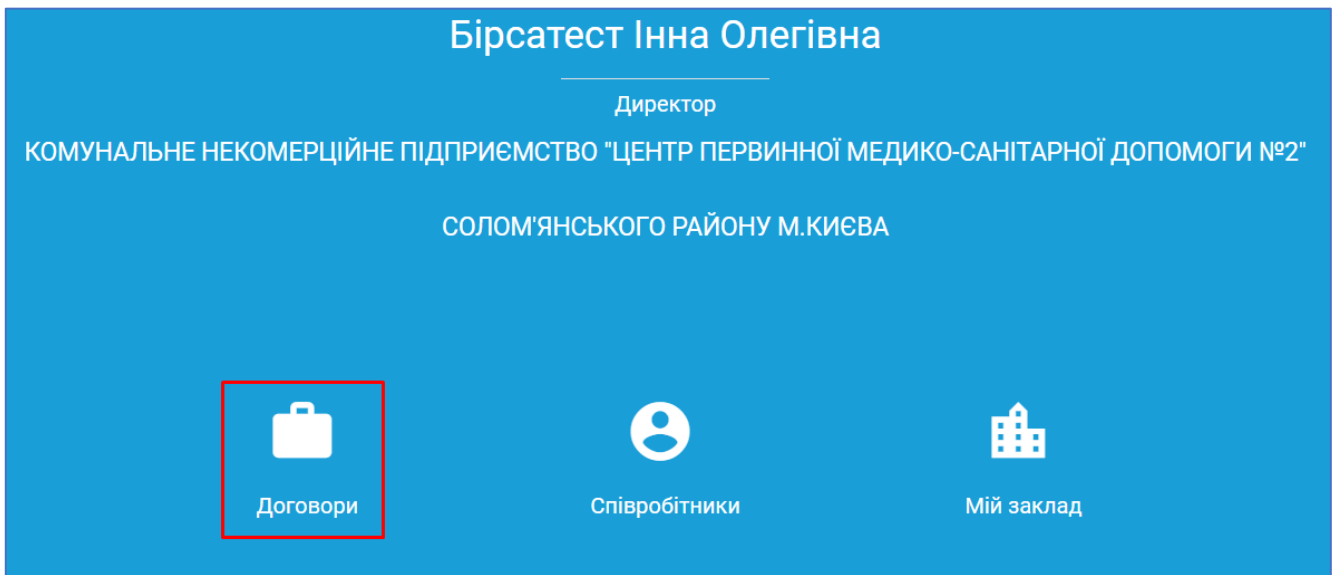 Бірсатест Інна Олегівна
Директор
КОМУНАЛЬНЕ НЕКОМЕРЦІЙНЕ ПІДПРИЄМСТВО "ЦЕНТР ПЕРВИННОЇ МЕДИКО-САНІТАРНОЇ ДОПОМОГИ №2"
СОЛОМ'ЯНСЬКОГО РАЙОНУ М.КИЄВА
Договори
Співробітники
Мій заклад